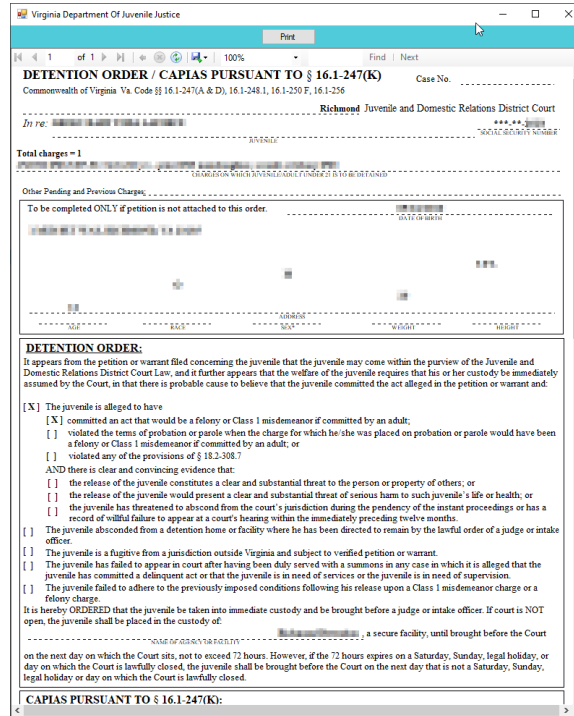 Virginia Department Of Juvenile Justice
Print
1 of 1 100% Find | Next
DETENTION ORDER / CAPIAS PURSUANT TO § 16.1-247(K) Case No.
Commonwealth of Virginia Va. Code §§ 16.1-247(A & D), 16.1-248.1, 16.1-250 F, 16.1-256
Richmond Juvenile and Domestic Relations District Court
In re: ***-**-
JUVENILE SOCIAL SECURITY NUMBER
Total charges = 1
CHARGES ON WHICH JUVENILE/ADULT UNDER 21 IS TO BE DETAINED
Other Pending and Previous Charges:
To be completed ONLY if petition is not attached to this order.
DATE OF BIRTH
ADDRESS
AGE RACE SEX* WEIGHT HEIGHT
DETENTION ORDER:
It appears from the petition or warrant filed concerning the juvenile that the juvenile may come within the purview of the Juvenile and
Domestic Relations District Court Law, and it further appears that the welfare of the juvenile requires that his or her custody be immediately
assumed by the Court, in that there is probable cause to believe that the juvenile committed the act alleged in the petition or warrant and:
[X] The juvenile is alleged to have
[X] committed an act that would be a felony or Class 1 misdemeanor if committed by an adult;
[ ] violated the terms of probation or parole when the charge for which he/she was placed on probation or parole would have been
a felony or Class 1 misdemeanor if committed by an adult; or
[ ] violated any of the provisions of § 18.2-308.7
AND there is clear and convincing evidence that:
[ ] the release of the juvenile constitutes a clear and substantial threat to the person or property of others; or
[ ] the release of the juvenile would present a clear and substantial threat of serious harm to such juvenile's life or health; or
[ ] the juvenile has threatened to abscond from the court's jurisdiction during the pendency of the instant proceedings or has a
record of willful failure to appear at a court's hearing within the immediately preceding twelve months.
[ ] The juvenile absconded from a detention home or facility where he has been directed to remain by the lawful order of a judge or intake
officer.
[ ] The juvenile is a fugitive from a jurisdiction outside Virginia and subject to verified petition or warrant.
[ ] The juvenile has failed to appear in court after having been duly served with a summons in any case in which it is alleged that the
juvenile has committed a delinquent act or that the juvenile is in need of services or the juvenile is in need of supervision.
[ ] The juvenile failed to adhere to the previously imposed conditions following his release upon a Class 1 misdemeanor charge or a
felony charge.
It is hereby ORDERED that the juvenile be taken into immediate custody and be brought before a judge or intake officer. If court is NOT
open, the juvenile shall be placed in the custody of:
, a secure facility, until brought before the Court
NAME OF AGENCY OR FACILITY
on the next day on which the Court sits, not to exceed 72 hours. However, if the 72 hours expires on a Saturday, Sunday, legal holiday, or
day on which the Court is lawfully closed, the juvenile shall be brought before the Court on the next day that is not a Saturday, Sunday,
legal holiday or day on which the Court is lawfully closed.
CAPIAS PURSUANT TO § 16.1-247(K):